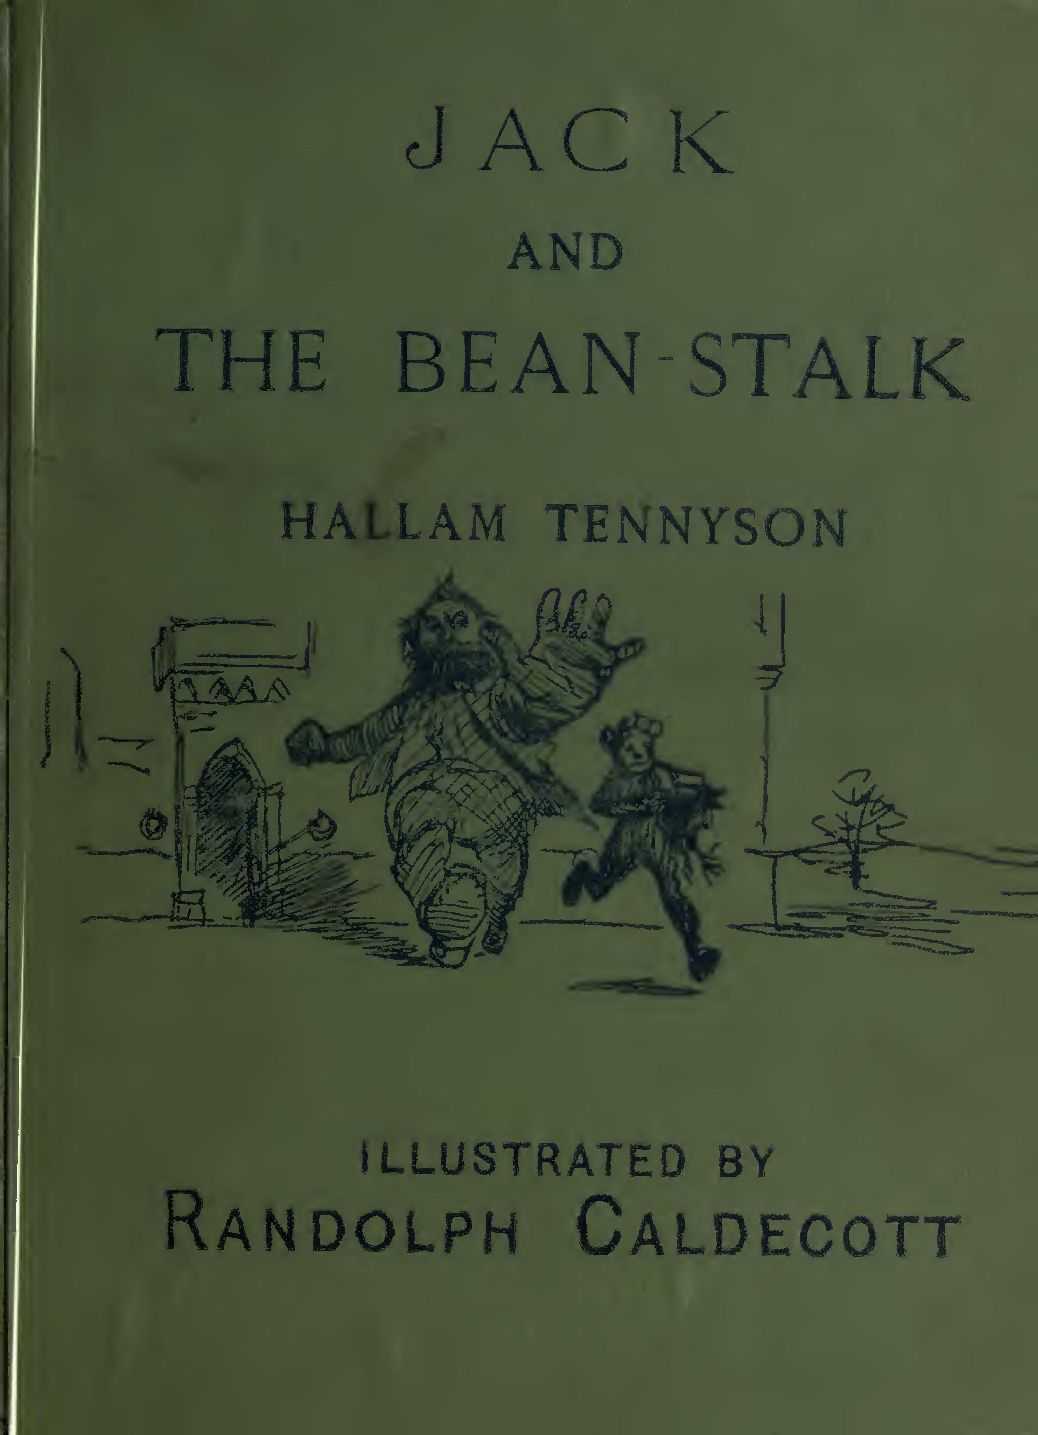 JACK
AND
THE BEAN-STALK
HALLAM TENNYSON
ILLUSTRATED BY
RANDOLPH CALDECOTT